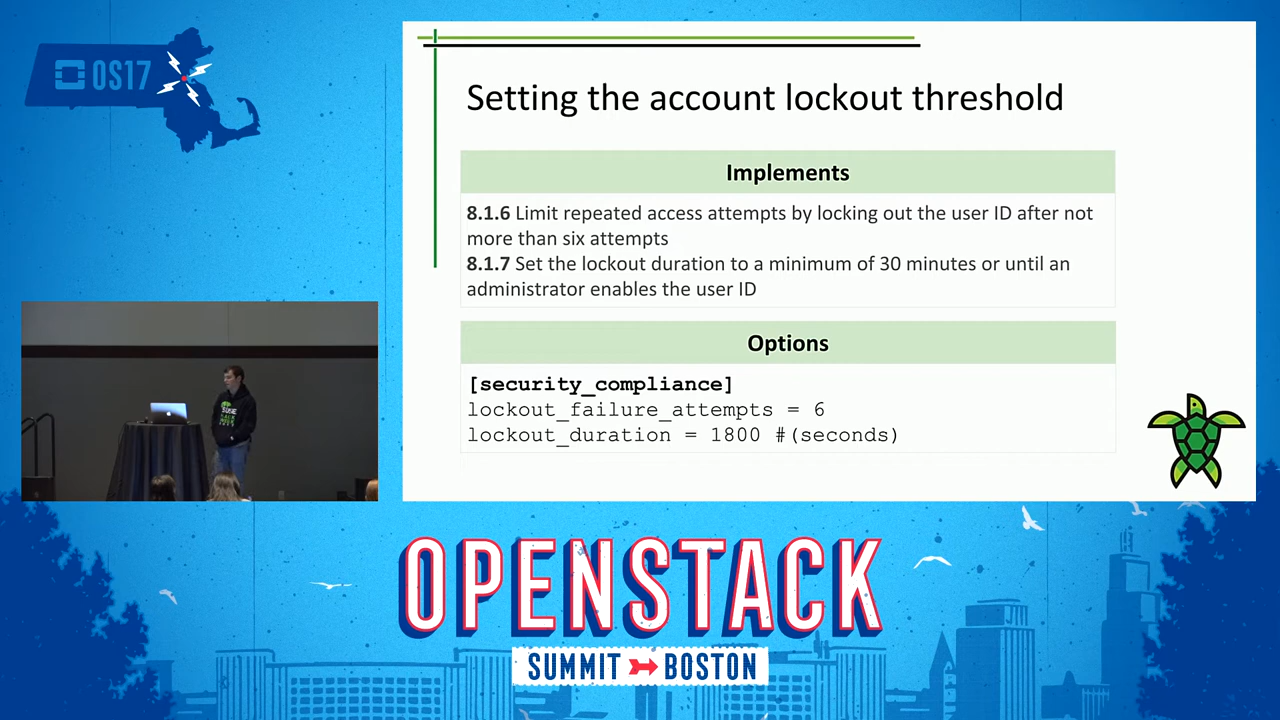 OS17
Setting the account lockout threshold
Implements
8.1.6 Limit repeated access attempts by locking out the user ID after not
more than six attempts
8.1.7 Set the lockout duration to a minimum of 30 minutes or until an
administrator enables the user ID
Options
[security_compliance]
lockout_failure_attempts = 6
lockout_duration = 1800 #(seconds)
OPENSTACK
SUMMIT BOSTON